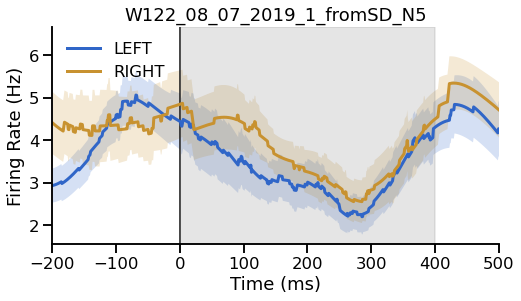 W122_08_07_2019_1_fromSD_N5
LEFT
RIGHT
Firing Rate (Hz)
6
5
4
3
2
−200 −100 0 100 200 300 400 500
Time (ms)